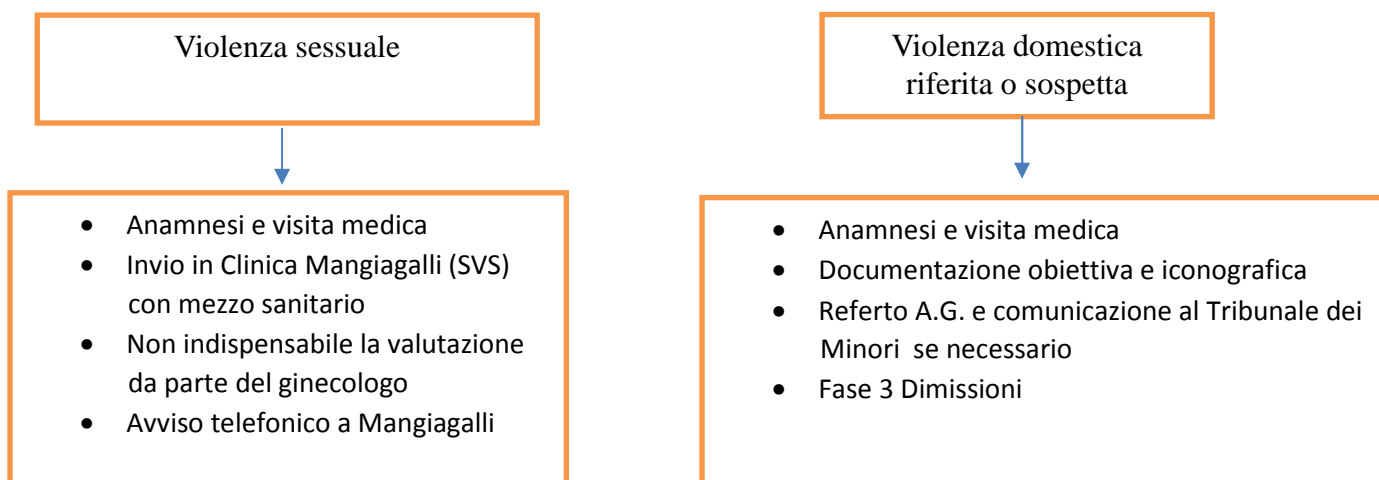 Violenza sessuale
• Anamnesi e visita medica
• Invio in Clinica Mangiagalli (SVS)
con mezzo sanitario
• Non indispensabile la valutazione
da parte del ginecologo
• Avviso telefonico a Mangiagalli
Violenza domestica
riferita o sospetta
• Anamnesi e visita medica
• Documentazione obiettiva e iconografica
• Referto A.G. e comunicazione al Tribunale dei
Minori se necessario
• Fase 3 Dimissioni